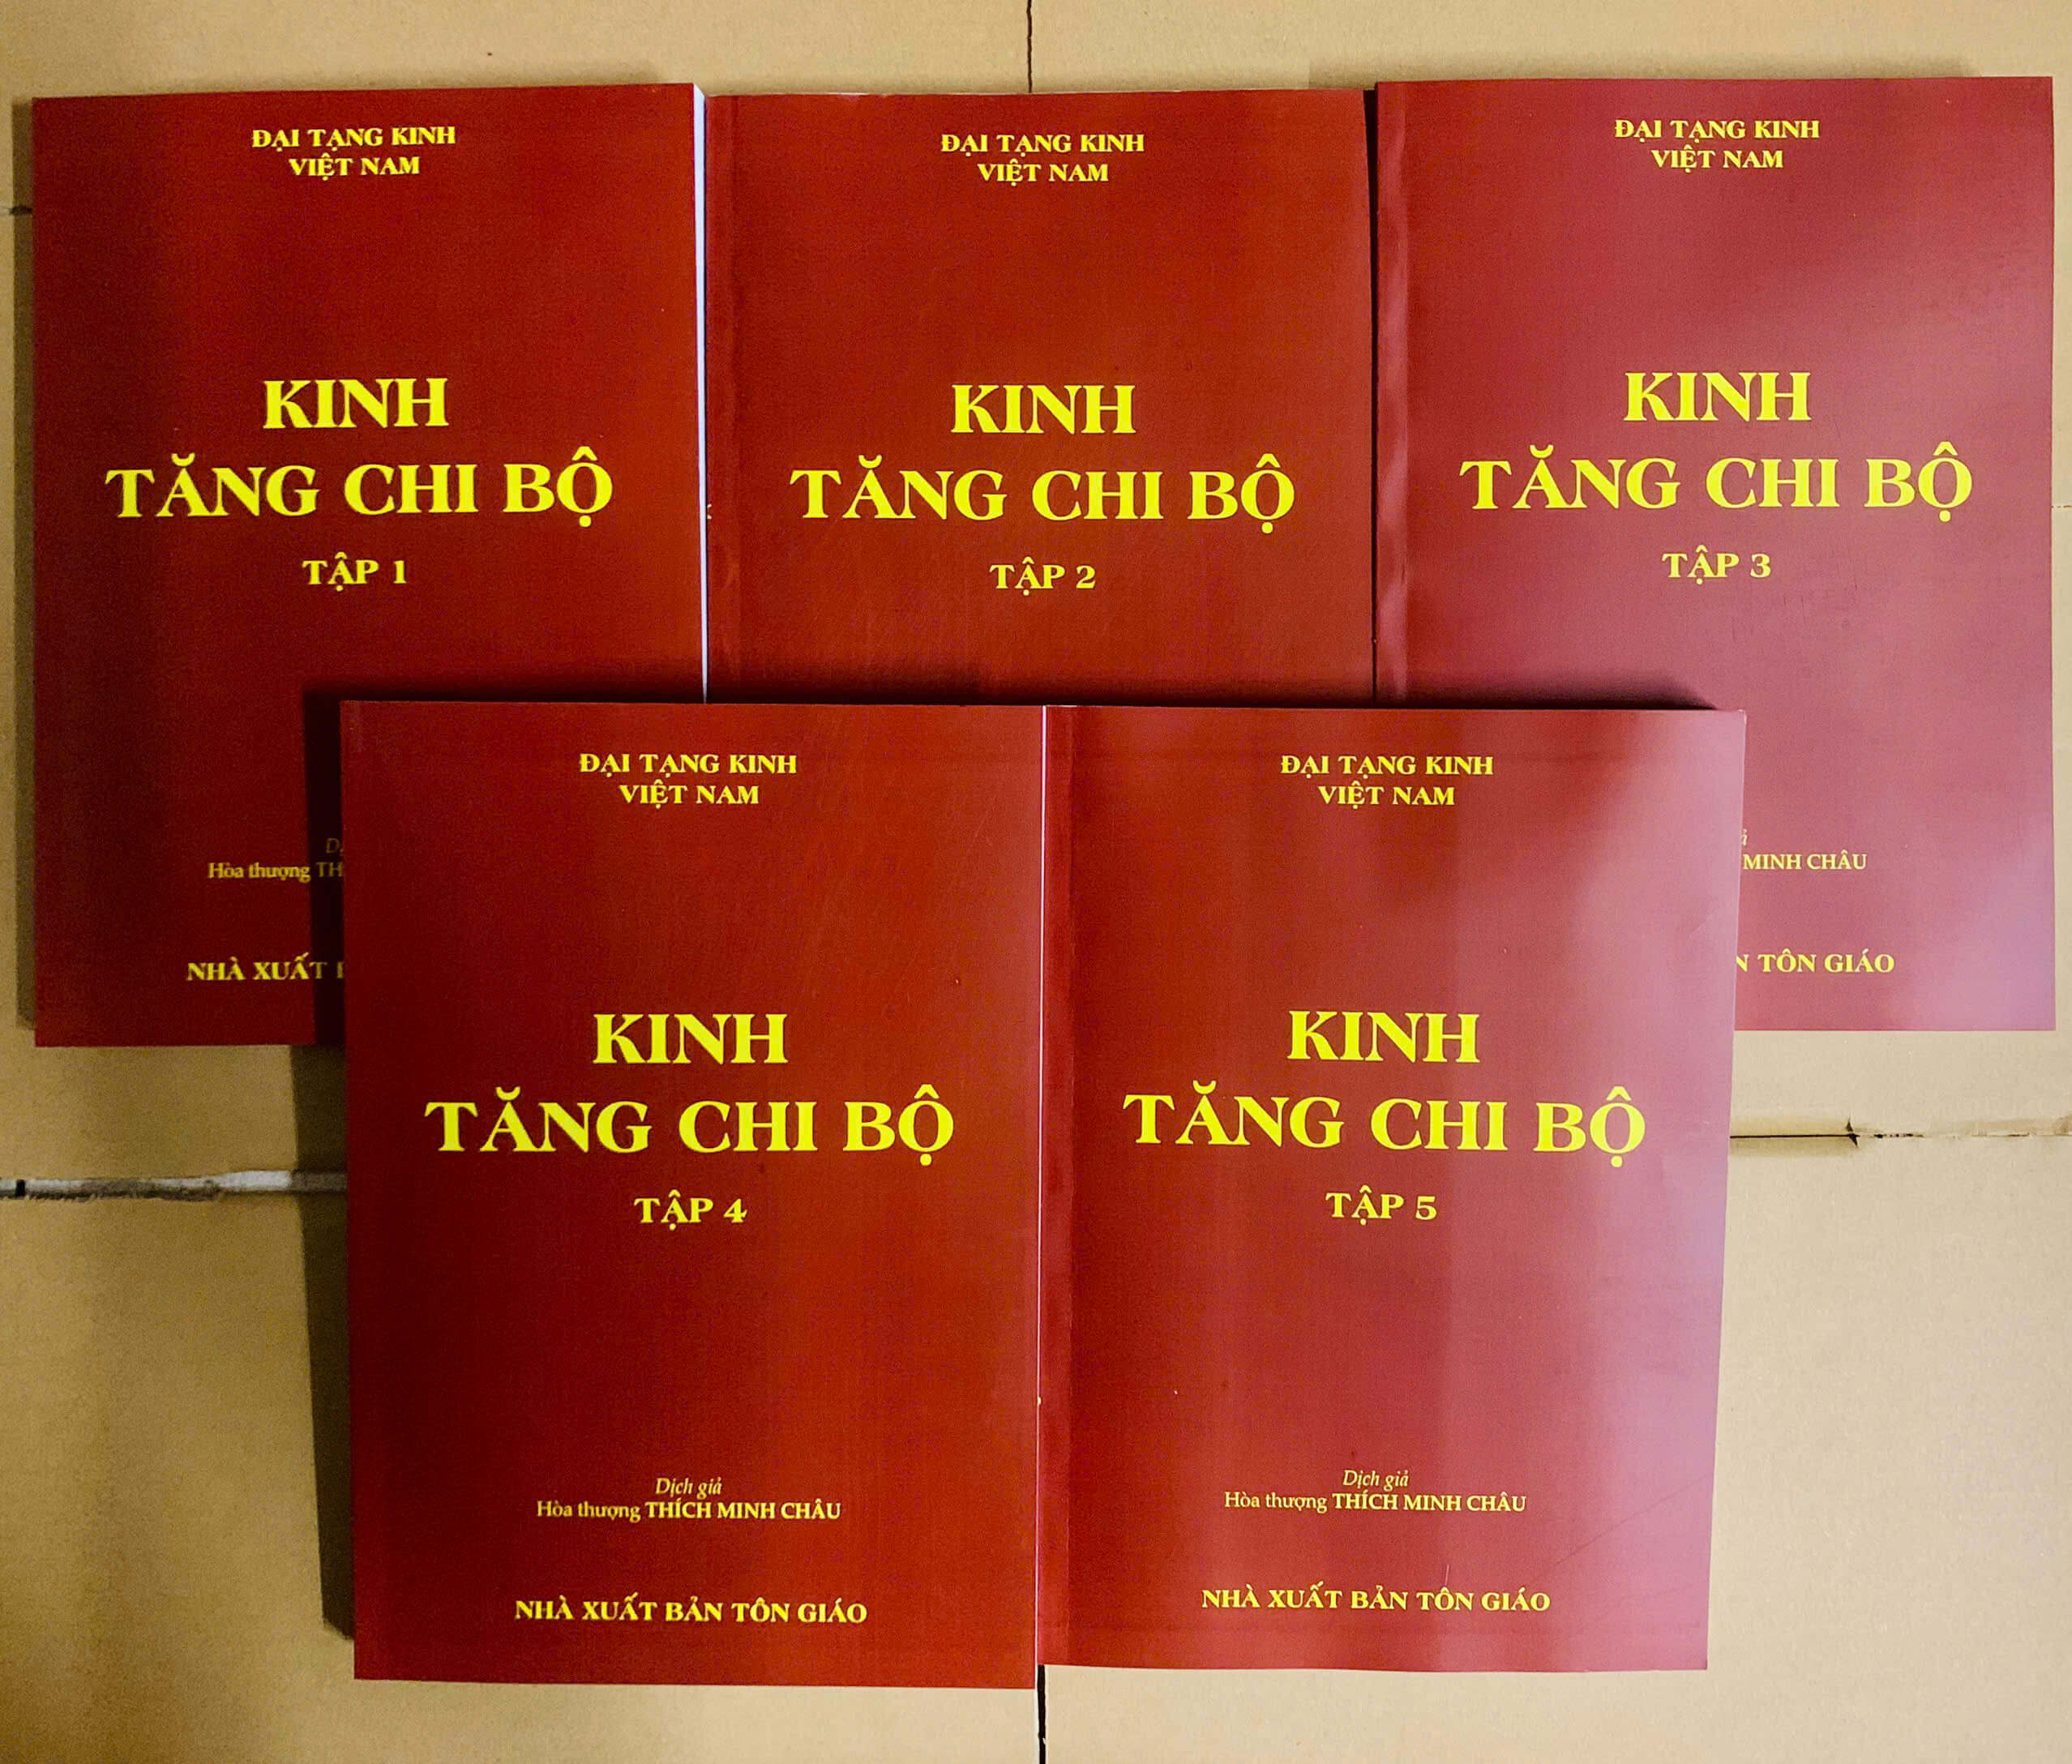 ĐẠI TẠNG KINH
VIỆT NAM
KINH
TĂNG CHI BỘ
TẬP 1
Hòa thượng
NHÀ XUẤT
ĐẠI TẠNG KINH
VIỆT NAM
KINH
TĂNG CHI BỘ
TẬP 2
ĐẠI TẠNG KINH
VIỆT NAM
KINH
TĂNG CHI BỘ
TẬP 3
MINH CHÂU
TÔN GIÁO
ĐẠI TẠNG KINH
VIỆT NAM
KINH
TĂNG CHI BỘ
TẬP 4
Dịch giả
Hòa thượng THÍCH MINH CHÂU
NHÀ XUẤT BẢN TÔN GIÁO
ĐẠI TẠNG KINH
VIỆT NAM
KINH
TĂNG CHI BỘ
TẬP 5
Dịch giả
Hòa thượng THÍCH MINH CHÂU
NHÀ XUẤT BẢN TÔN GIÁO